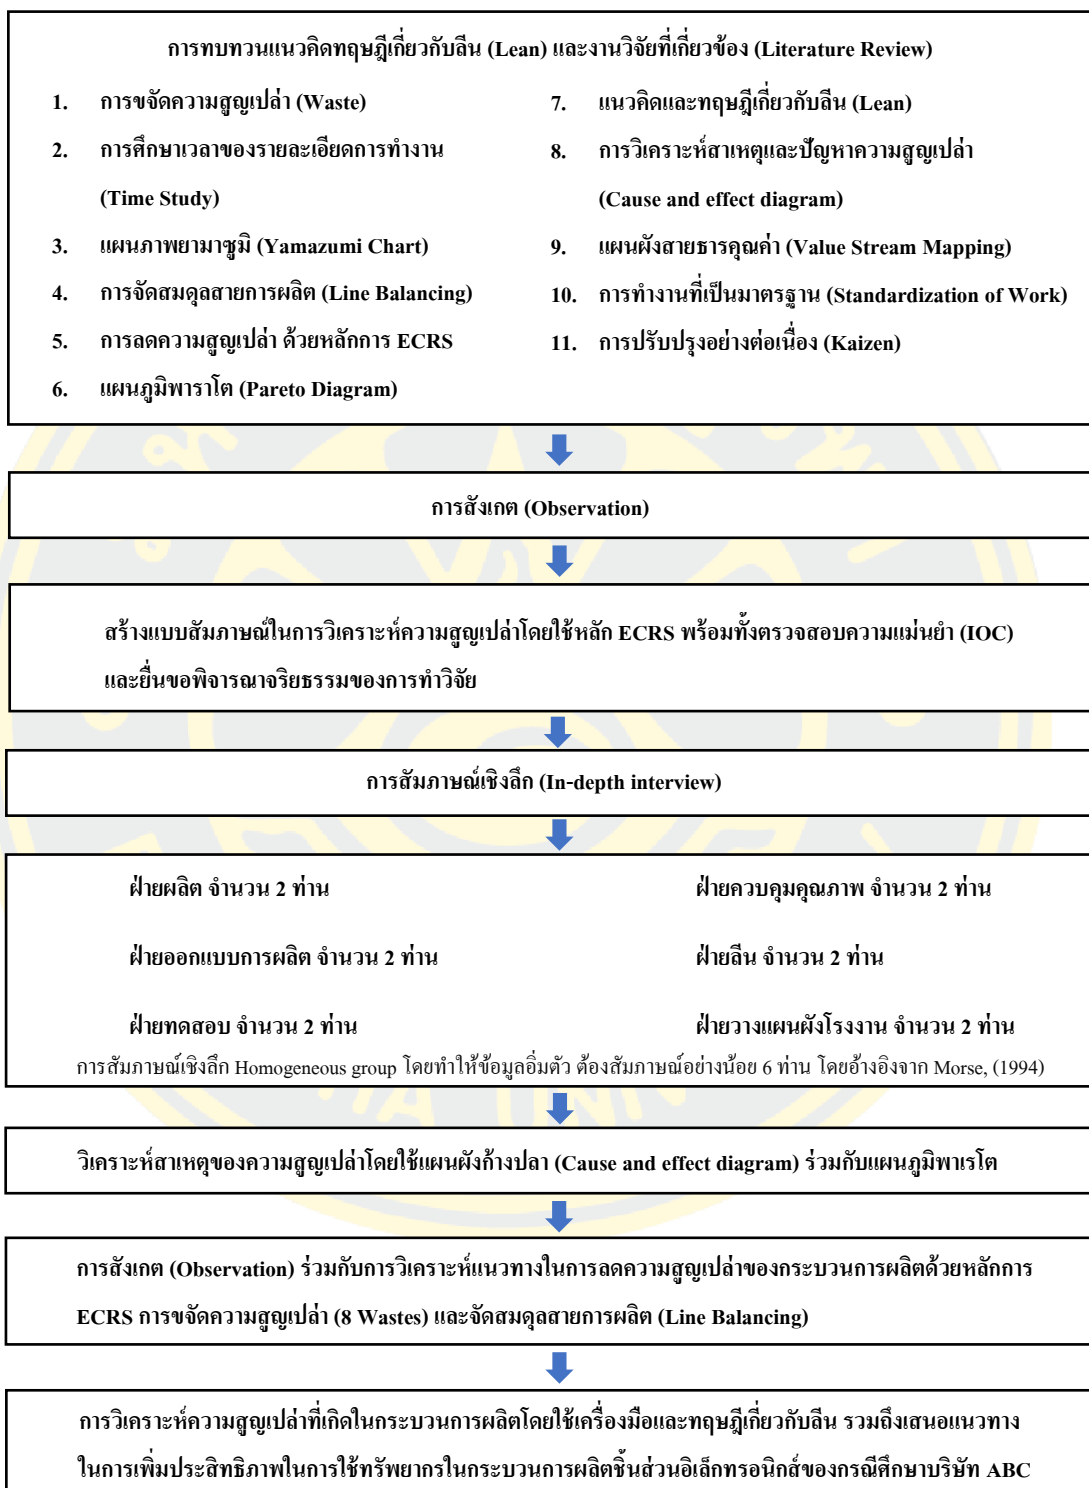 การทบทวนแนวคิดทฤษฎีเกี่ยวกับลีน (Lean) และงานวิจัยที่เกี่ยวข้อง (Literature Review)
1. การขจัดความสูญเปล่า (Waste)
2. การศึกษาเวลาของรายละเอียดการทำงาน
(Time Study)
3. แผนภาพยามาซูมิ (Yamazumi Chart)
4. การจัดสมดุลสายการผลิต (Line Balancing)
5. การลดความสูญเปล่า ด้วยหลักการ ECRS
6. แผนภูมิพาราโต (Pareto Diagram)
7. แนวคิดและทฤษฎีเกี่ยวกับลีน (Lean)
8. การวิเคราะห์สาเหตุและปัญหาความสูญเปล่า
(Cause and effect diagram)
9. แผนผังสายธารคุณค่า (Value Stream Mapping)
10. การทำงานที่เป็นมาตรฐาน (Standardization of Work)
11. การปรับปรุงอย่างต่อเนื่อง (Kaizen)
การสังเกต (Observation)
สร้างแบบสัมภาษณ์ในการวิเคราะห์ความสูญเปล่าโดยใช้หลัก ECRS พร้อมทั้งตรวจสอบความแม่นยำ (IOC)
และยื่นขอพิจารณาจริยธรรมของการทำวิจัย
การสัมภาษณ์เชิงลึก (In-depth interview)
ฝ่ายผลิต จำนวน 2 ท่าน
ฝ่ายควบคุมคุณภาพ จำนวน 2 ท่าน
ฝ่ายออกแบบการผลิต จำนวน 2 ท่าน
ฝ่ายลีน จำนวน 2 ท่าน
ฝ่ายทดสอบ จำนวน 2 ท่าน
ฝ่ายวางแผนผังโรงงาน จำนวน 2 ท่าน
การสัมภาษณ์เชิงลึก Homogeneous group โดยทำให้ข้อมูลอิ่มตัว ต้องสัมภาษณ์อย่างน้อย 6 ท่าน โดยอ้างอิงจาก Morse, (1994)
วิเคราะห์สาเหตุของความสูญเปล่าโดยใช้แผนผังก้างปลา (Cause and effect diagram) ร่วมกับแผนภูมิพาเรโต
การสังเกต (Observation) ร่วมกับการวิเคราะห์แนวทางในการลดความสูญเปล่าของกระบวนการผลิตด้วยหลักการ
ECRS การขจัดความสูญเปล่า (8 Wastes) และจัดสมดุลสายการผลิต (Line Balancing)
การวิเคราะห์ความสูญเปล่าที่เกิดในกระบวนการผลิตโดยใช้เครื่องมือและทฤษฎีเกี่ยวกับลีน รวมถึงเสนอแนวทาง
ในการเพิ่มประสิทธิภาพในการใช้ทรัพยากรในกระบวนการผลิตชิ้นส่วนอิเล็กทรอนิกส์ของกรณีศึกษาบริษัท ABC